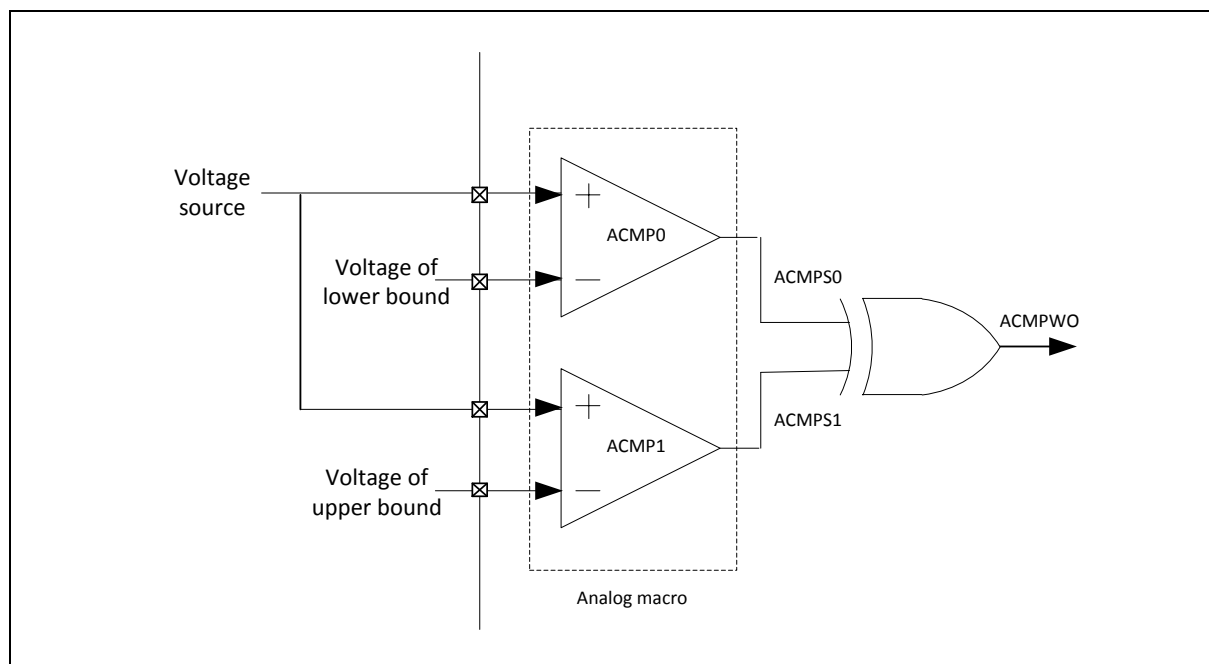 Voltage
source
+
ACMP0
−
Voltage of
lower bound
ACMPS0
ACMPWO
+
ACMP1
−
ACMPS1
Voltage of
upper bound
Analog macro